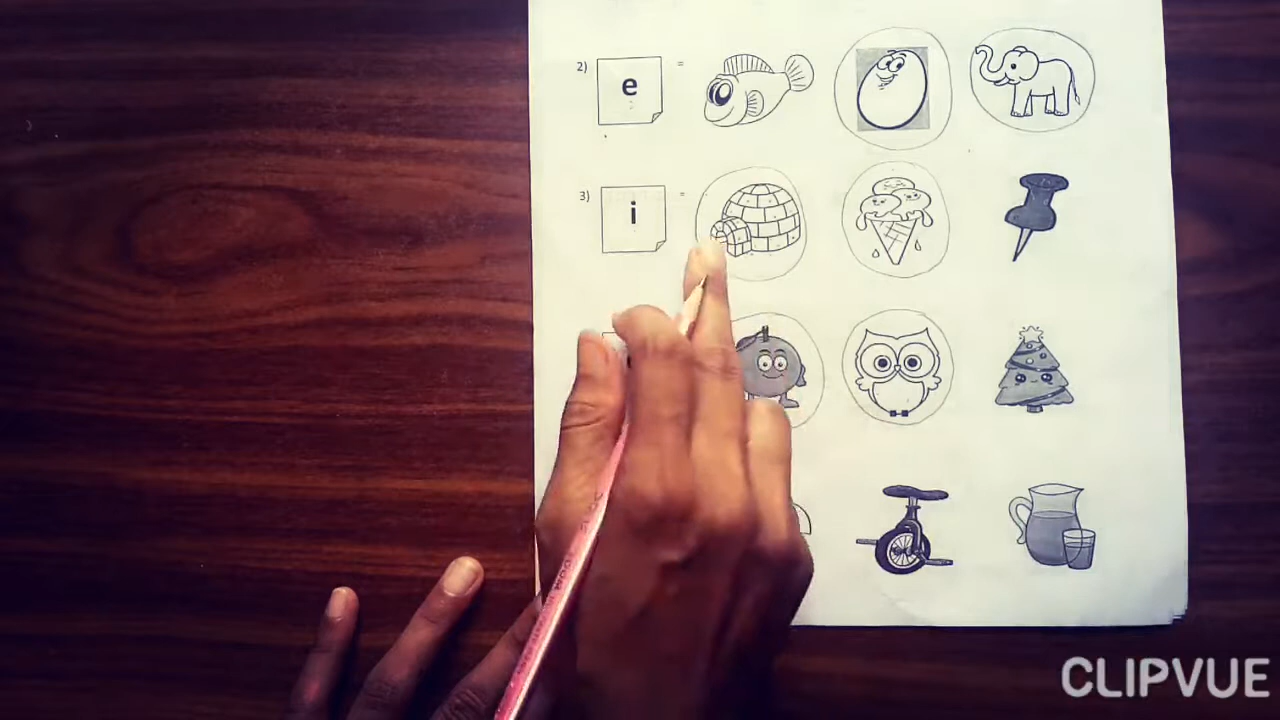 2) e =
3) i =
CLIPVUE